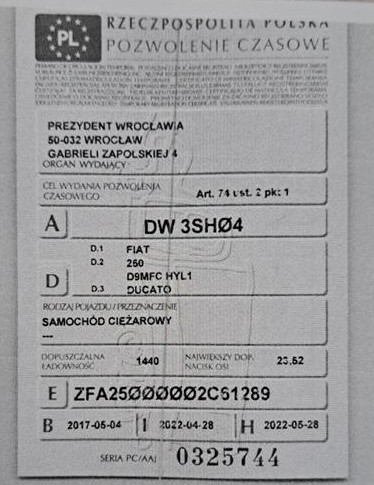 PL
RZECZPOSPOLITA POLSKA
POZWOLENIE CZASOWE
PREZYDENT WROCŁAWIA
50-032 WROCŁAW
GABRIELI ZAPOLSKIEJ 4
ORGAN WYDAJĄCY
CEL WYDANIA POZWOLENIA
CZASOWEGO
Art. 74 ust. 2 pkt 1
A DW 3SHØ4
D.1 FIAT
D.2 250
D9MFC HYL1
D
D.3 DUCATO
RODZAJ POJAZDU / PRZEZNACZENIE
SAMOCHÓD CIĘŻAROWY
---
DOPUSZCZALNA ŁADOWNOŚĆ 1440 NAJWIĘKSZY DOP. NACISK OSI 23.52
E ZFA25ØØØØØ2C61289
B 2017-05-04 I 2022-04-28 H 2022-05-28
SERIA PC/AAJ 0325744